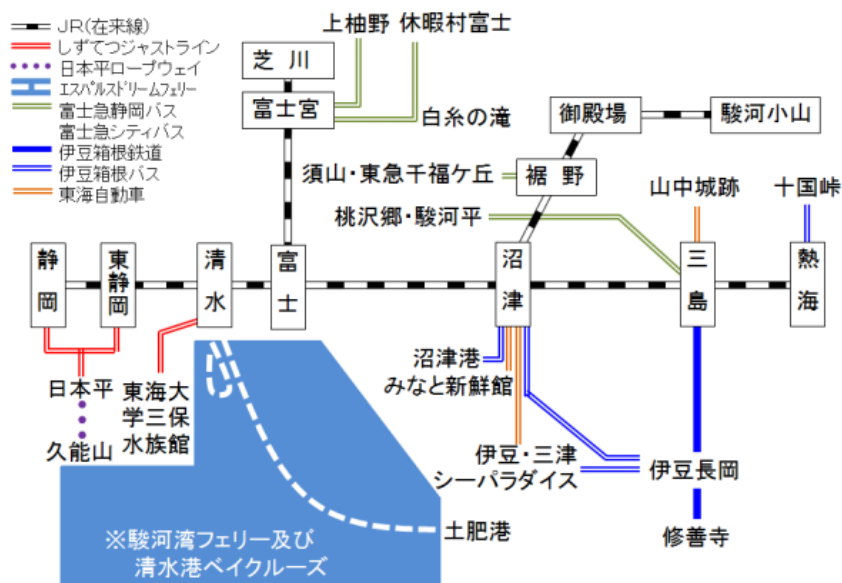 JR(在来線)
しずてつジャストライン
日本平ロープウェイ
エスパルスドリームフェリー
富士急静岡バス
富士急シティバス
伊豆箱根鉄道
伊豆箱根バス
東海自動車
上柚野
休暇村富士
芝川
富士宮
白糸の滝
御殿場
駿河小山
須山・東急千福ケ丘
裾野
桃沢郷・駿河平
山中城跡
十国峠
静岡
東静岡
清水
富士
沼津
三島
熱海
日本平
久能山
東海大
学三保
水族館
沼津港
みなと新鮮館
伊豆・三津
シーパラダイス
伊豆長岡
修善寺
土肥港
※駿河湾フェリー及び
清水港ベイクルーズ